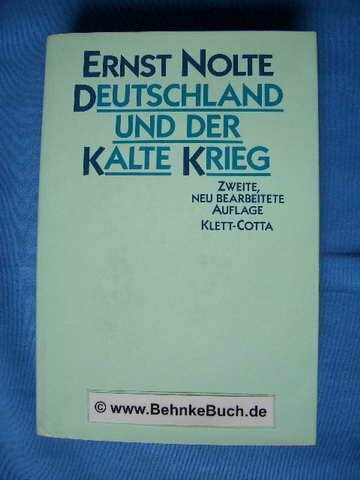 ERNST NOLTE
DEUTSCHLAND
UND DER
KALTE KRIEG
ZWEITE,
NEU BEARBEITETE
AUFLAGE
KLETT-COTTA
© www.BehnkeBuch.de